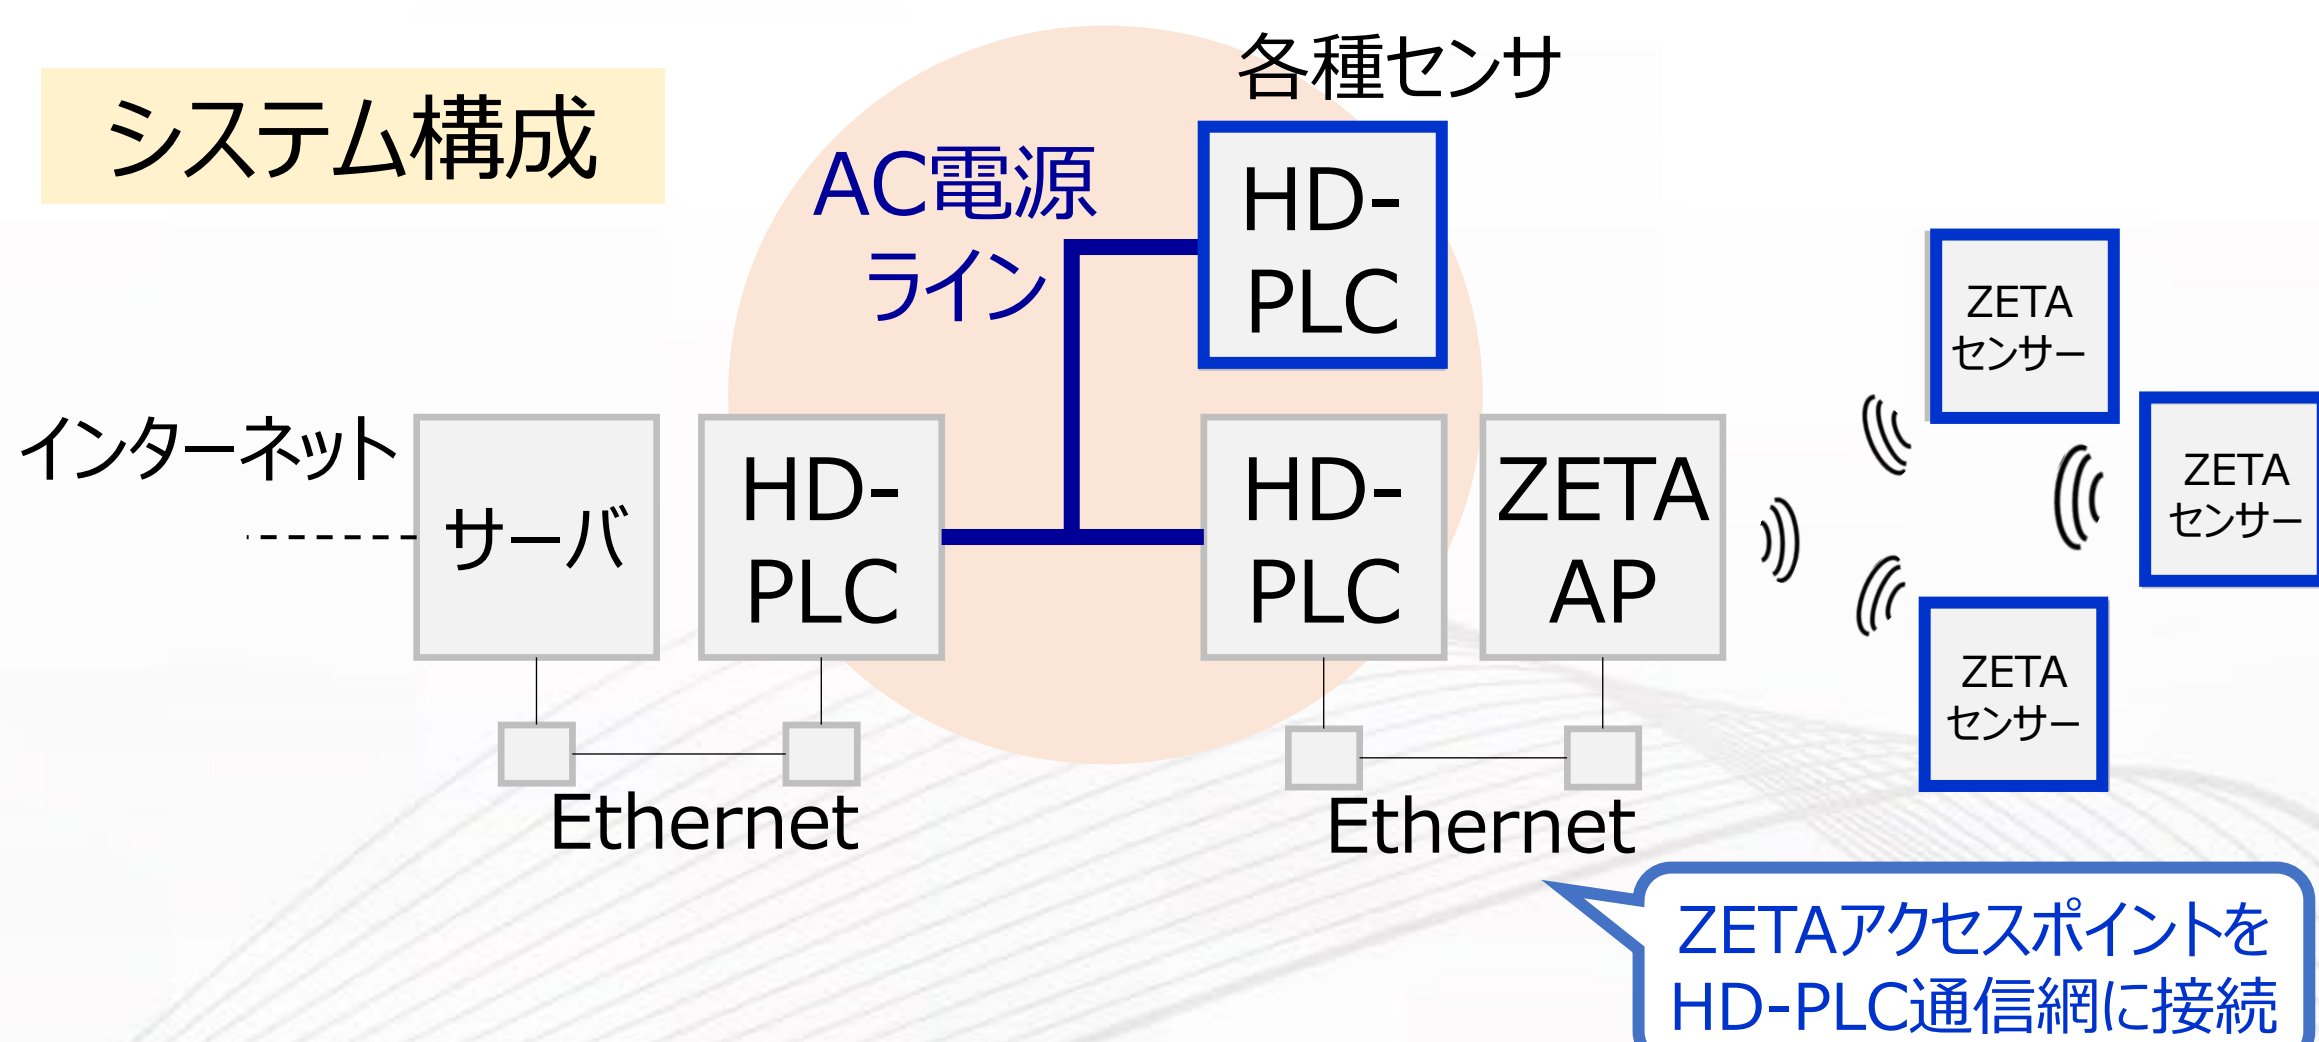 システム構成
各種センサ
AC電源
ライン
HD-
PLC
インターネット
サーバ
HD-
PLC
HD-
PLC
ZETA
AP
ZETA
センサー
ZETA
センサー
ZETA
センサー
Ethernet
Ethernet
ZETAアクセスポイントを
HD-PLC通信網に接続